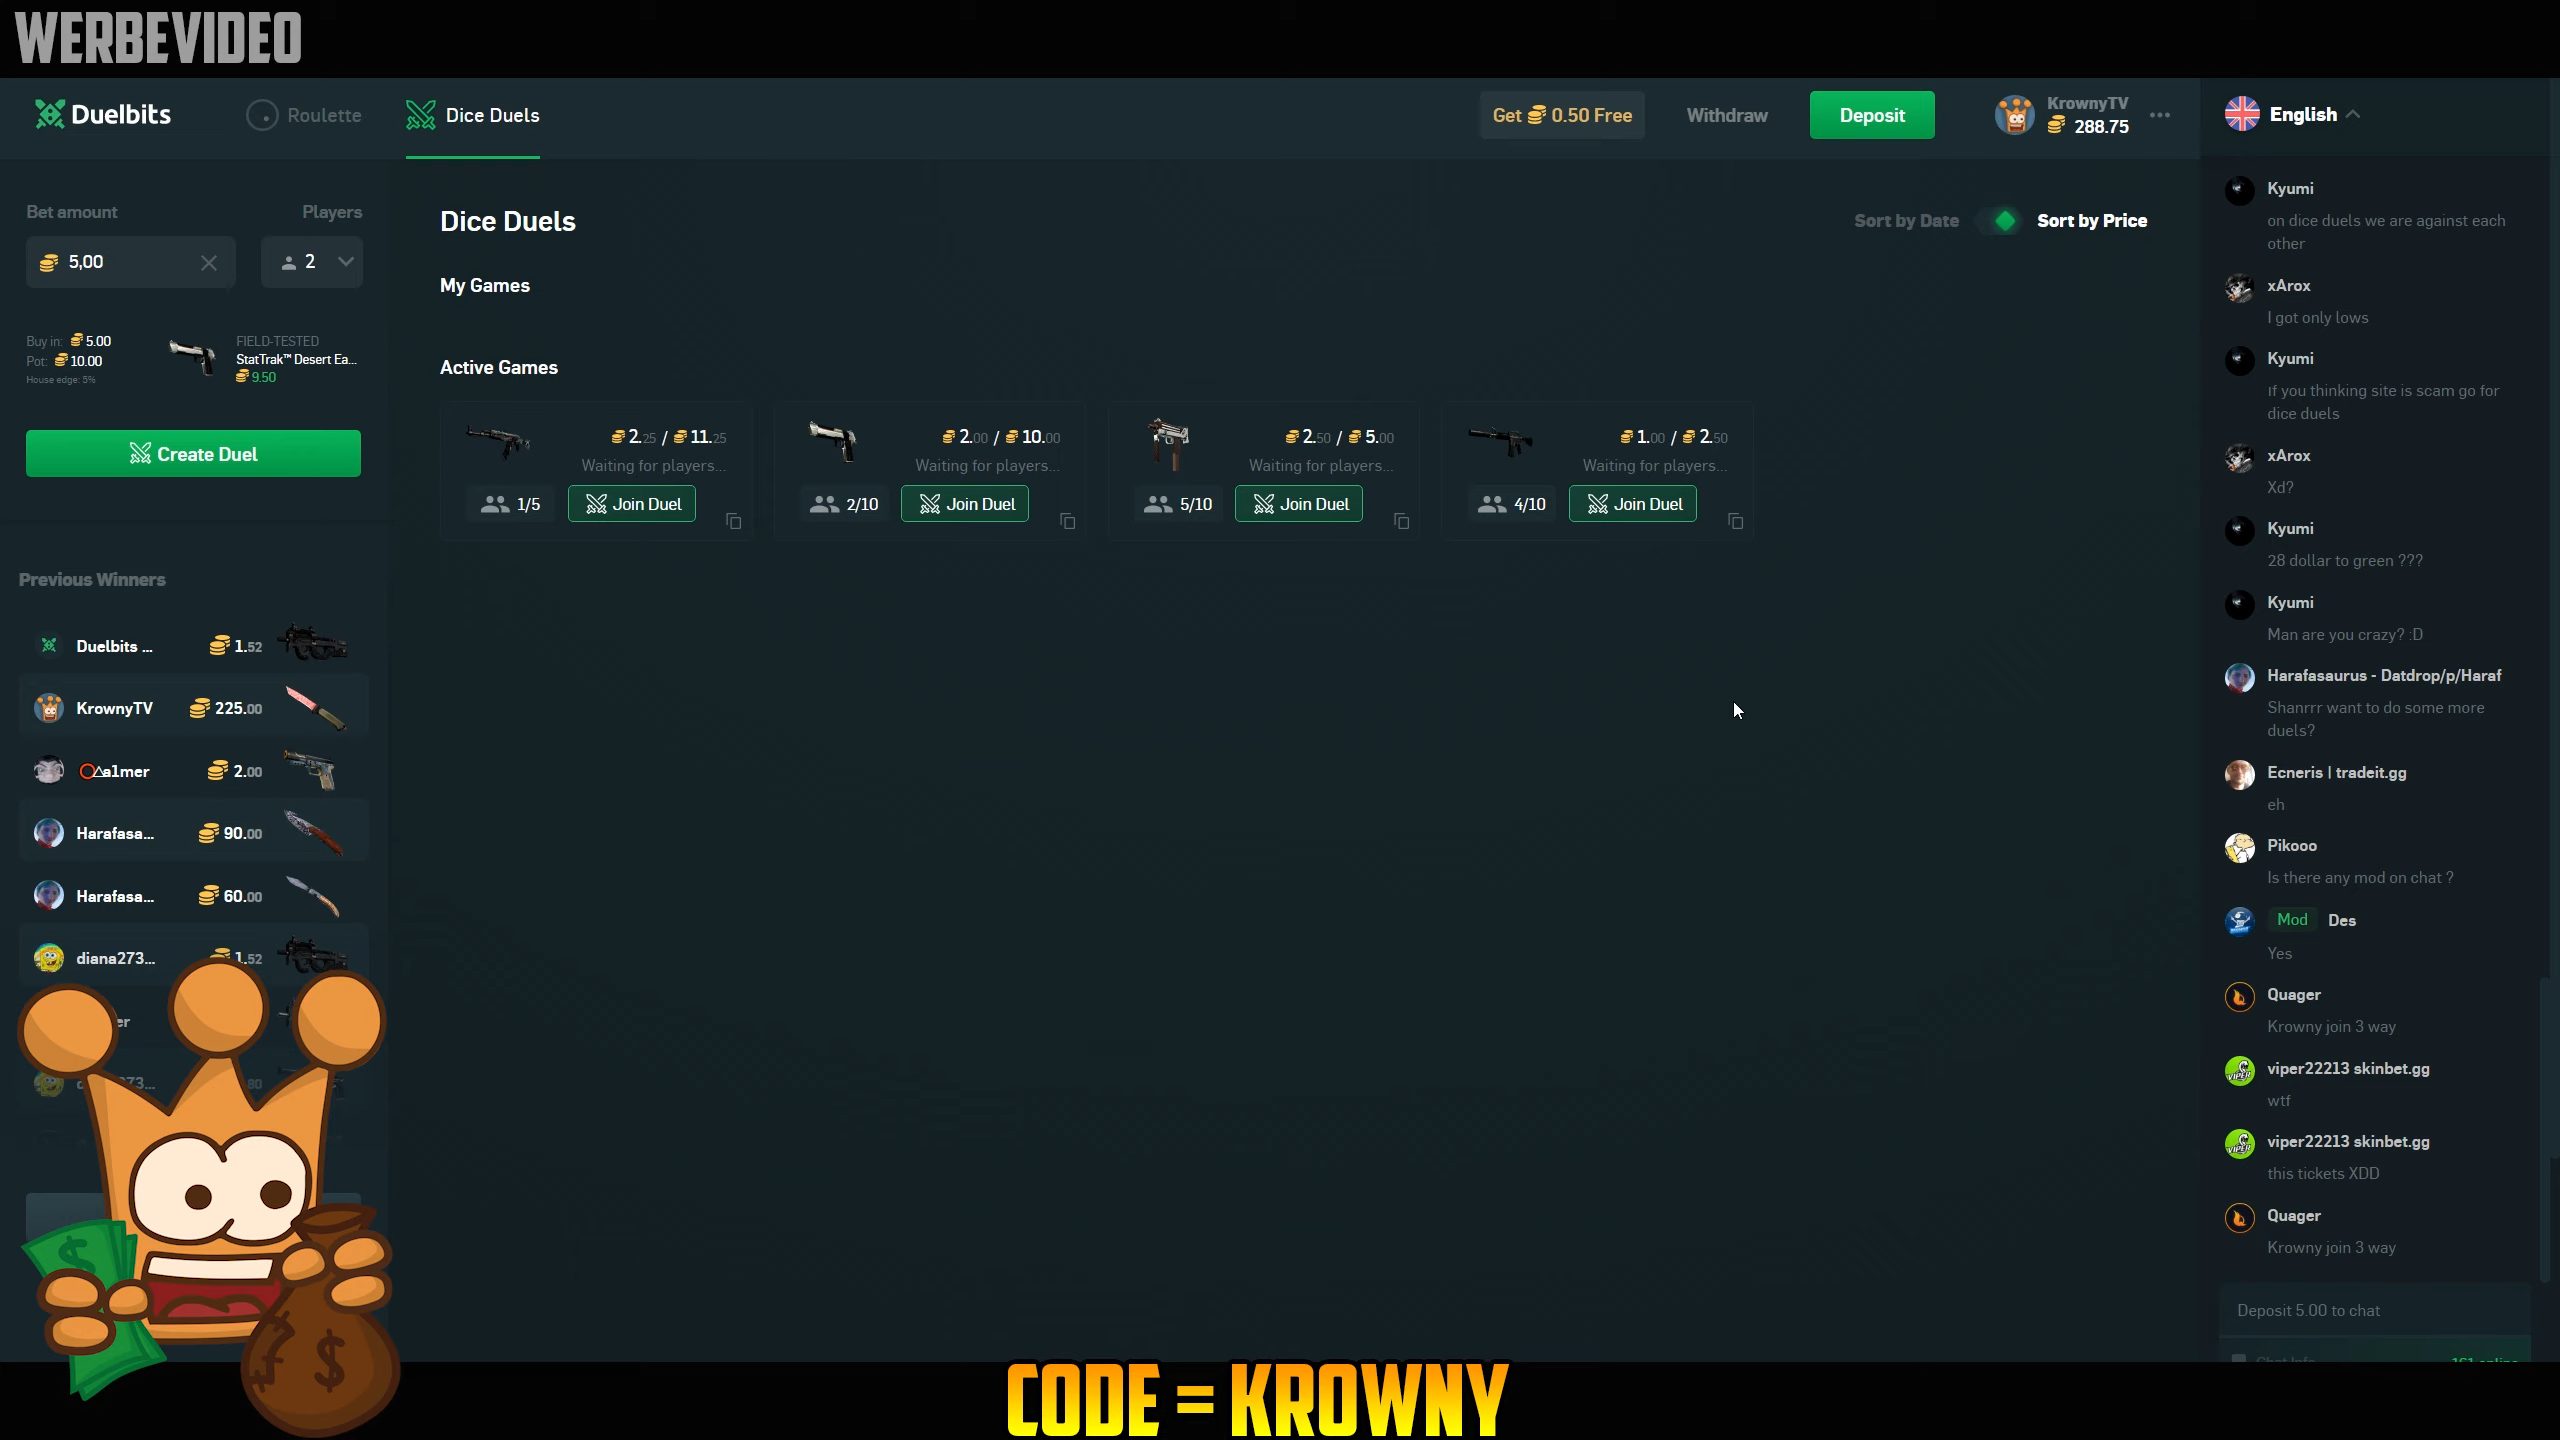 WERBEVIDEO
Duelbits
Roulette
Dice Duels
Get 0.50 Free
Withdraw
Deposit
KrownyTV
288.75
English
Bet amount
Players
5,00
2
Buy in: 5.00
Pot: 10.00
House edge: 5%
FIELD-TESTED
StatTrak™ Desert Ea...
9.50
Create Duel
Previous Winners
Duelbits ... 1.52
KrownyTV 225.00
a1mer 2.00
Harafasa... 90.00
Harafasa... 60.00
diana273... 1.52
er
73... 80
Dice Duels
Sort by Date
Sort by Price
My Games
Active Games
2.25 / 11.25
Waiting for players...
1/5
Join Duel
2.00 / 10.00
Waiting for players...
2/10
Join Duel
2.50 / 5.00
Waiting for players...
5/10
Join Duel
1.00 / 2.50
Waiting for players...
4/10
Join Duel
Kyumi
on dice duels we are against each
other
xArox
I got only lows
Kyumi
If you thinking site is scam go for
dice duels
xArox
Xd?
Kyumi
28 dollar to green ???
Kyumi
Man are you crazy? :D
Harafasaurus - Datdrop/p/Haraf
Shanrrr want to do some more
duels?
Ecneris | tradeit.gg
eh
Pikooo
Is there any mod on chat ?
Mod Des
Yes
Quager
Krowny join 3 way
viper22213 skinbet.gg
wtf
viper22213 skinbet.gg
this tickets XDD
Quager
Krowny join 3 way
Deposit 5.00 to chat
CODE = KROWNY